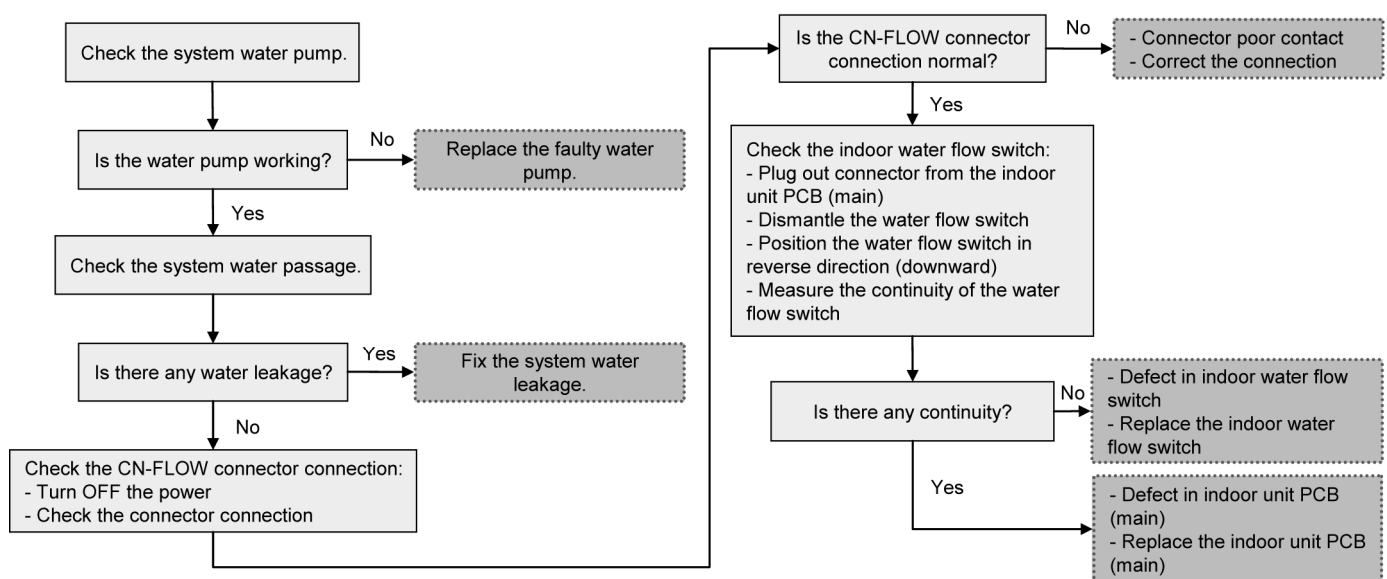 Check the system water pump.
Is the water pump working?
No
Replace the faulty water
pump.
Yes
Check the system water passage.
Is there any water leakage?
Yes
Fix the system water
leakage.
No
Check the CN-FLOW connector connection:
- Turn OFF the power
- Check the connector connection
Is the CN-FLOW connector
connection normal?
No
- Connector poor contact
- Correct the connection
Yes
Check the indoor water flow switch:
- Plug out connector from the indoor
unit PCB (main)
- Dismantle the water flow switch
- Position the water flow switch in
reverse direction (downward)
- Measure the continuity of the water
flow switch
Is there any continuity?
No
- Defect in indoor water flow
switch
- Replace the indoor water
flow switch
Yes
- Defect in indoor unit PCB
(main)
- Replace the indoor unit PCB
(main)